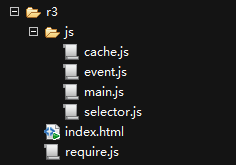 r3
js
cache.js
event.js
main.js
selector.js
index.html
require.js